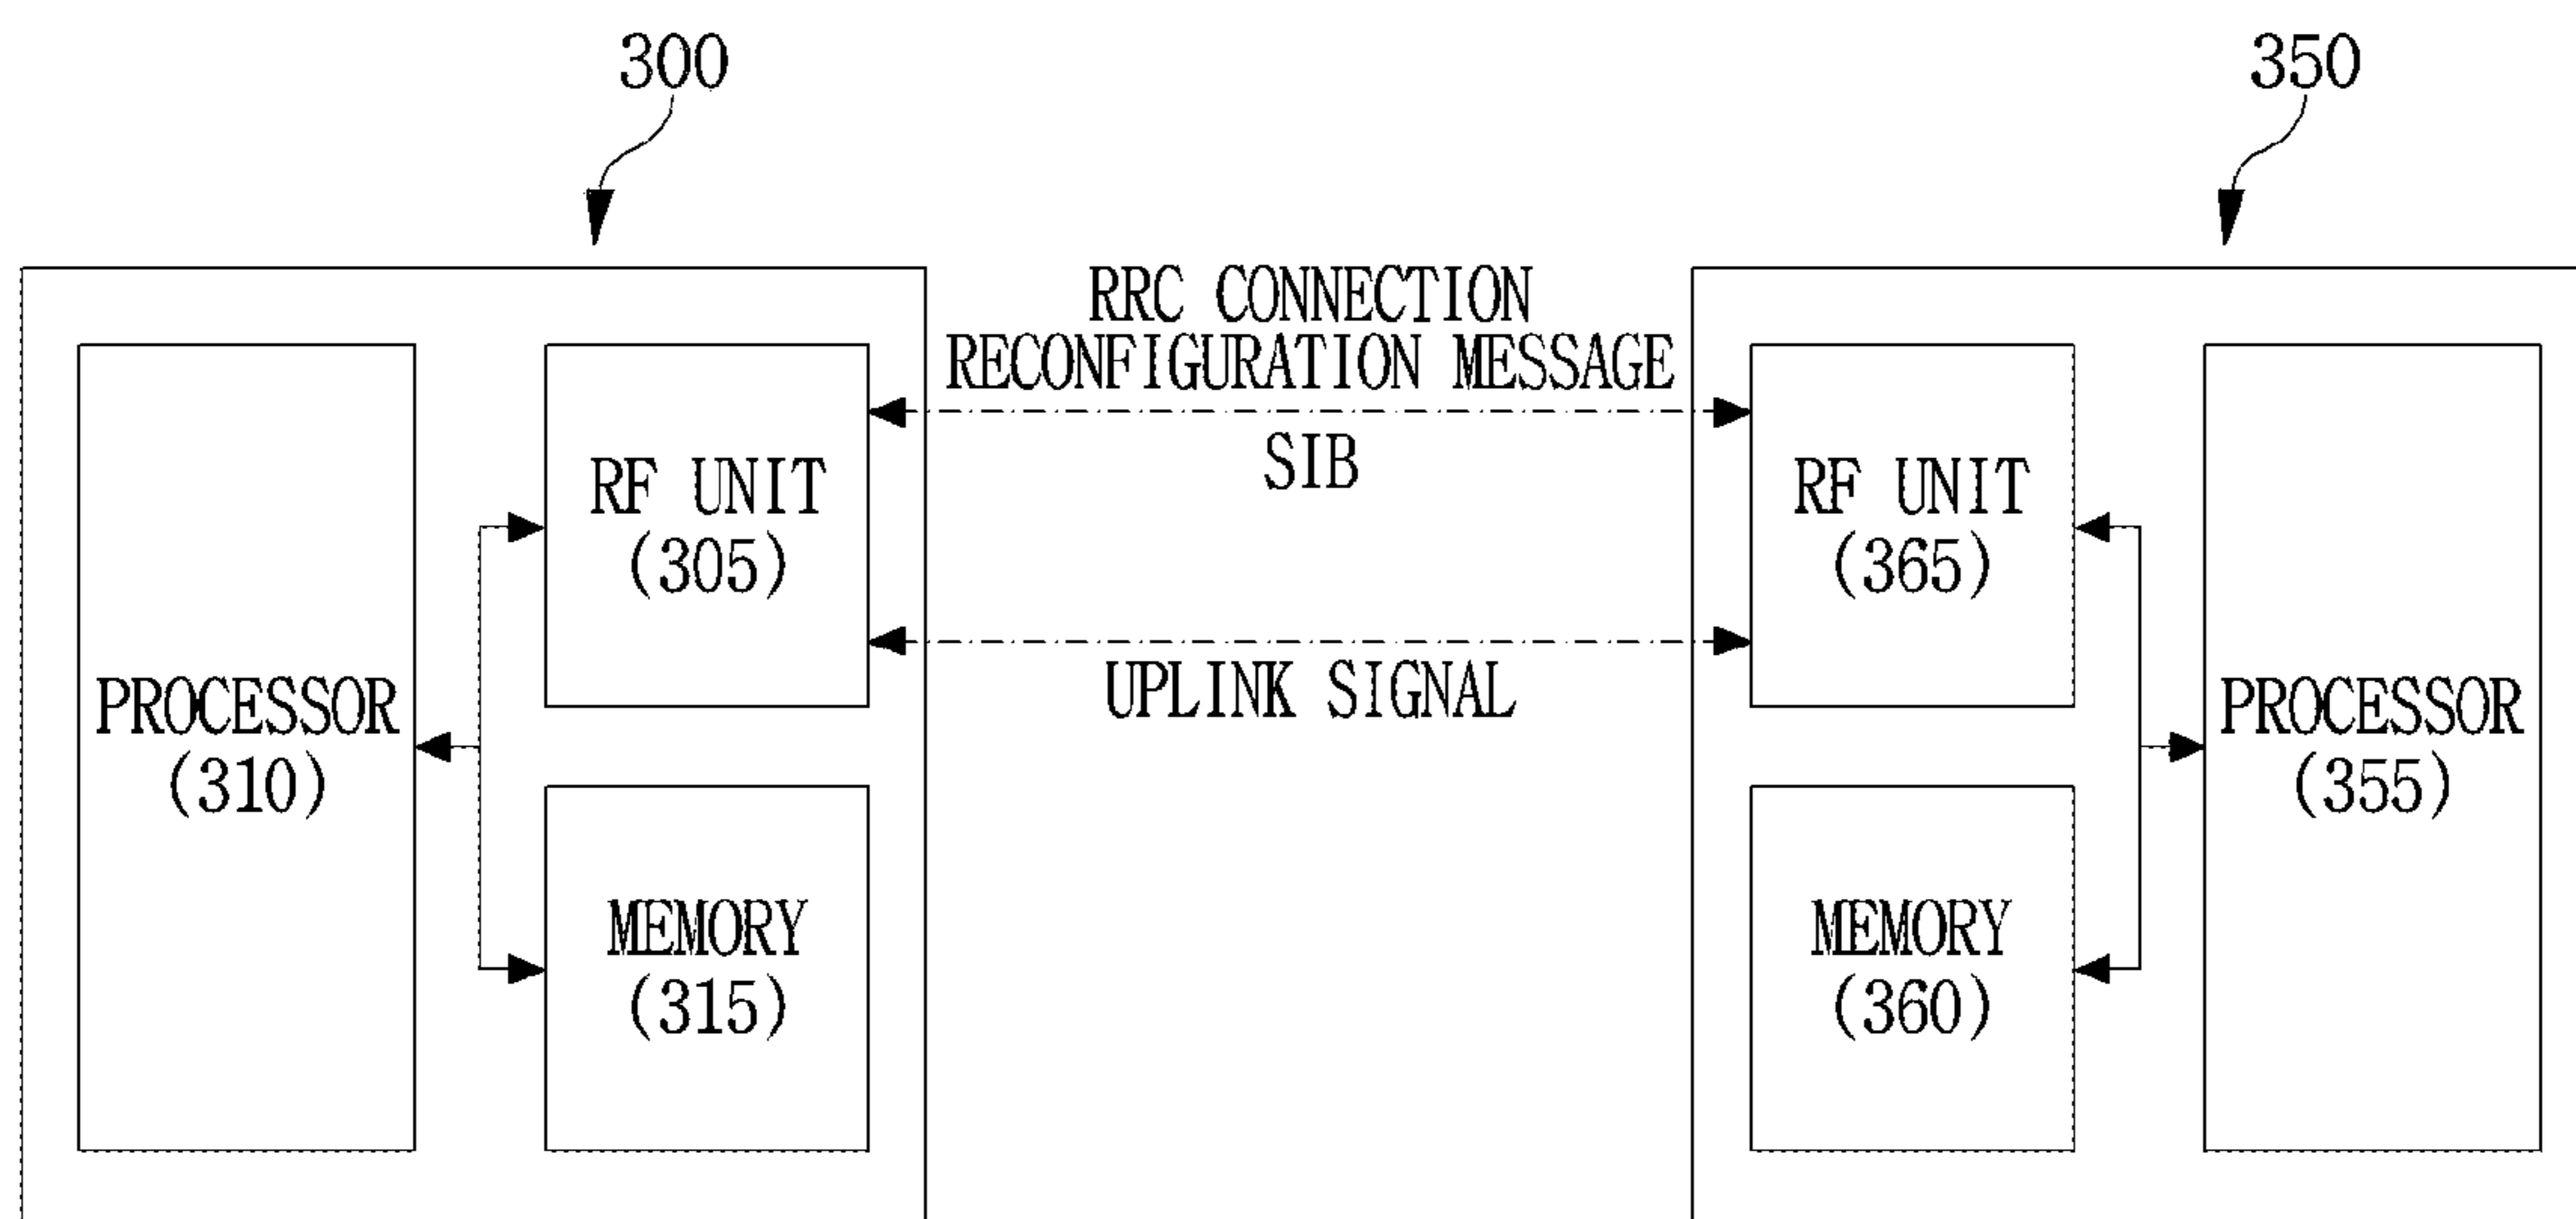 300
350
RRC CONNECTION
RECONFIGURATION MESSAGE
SIB
RF UNIT
(305)
RF UNIT
(365)
UPLINK SIGNAL
PROCESSOR
(310)
PROCESSOR
(355)
MEMORY
(315)
MEMORY
(360)